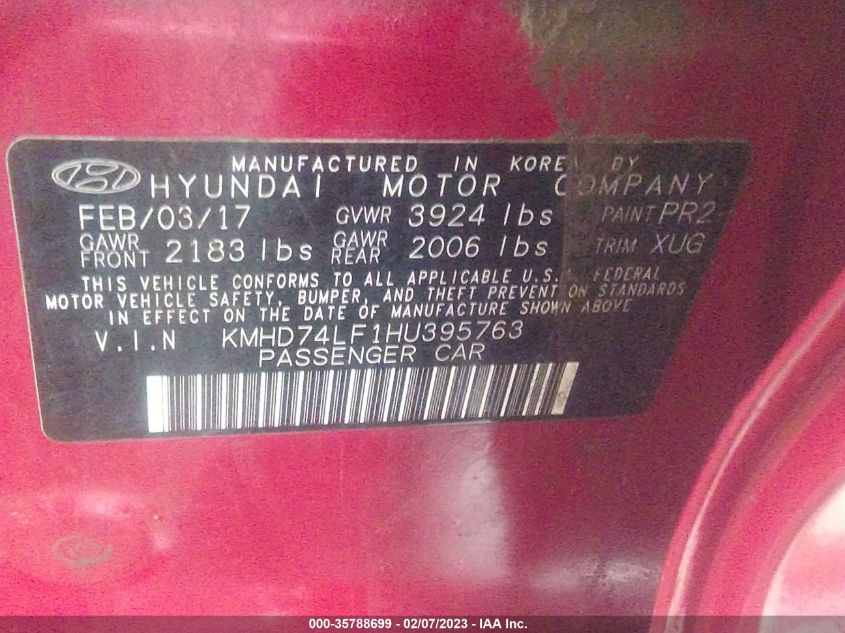 MANUFACTURED IN KOREA BY
HYUNDAI MOTOR COMPANY
FEB/03/17 GVWR 3924 lbs PAINT PR2
GAWR FRONT 2183 lbs GAWR REAR 2006 lbs TRIM XUG
THIS VEHICLE CONFORMS TO ALL APPLICABLE U.S.A. FEDERAL
MOTOR VEHICLE SAFETY, BUMPER, AND THEFT PREVENTION STANDARDS
IN EFFECT ON THE DATE OF MANUFACTURE SHOWN ABOVE
V.I.N KMHD74LF1HU395763
PASSENGER CAR
000-35788699 - 02/07/2023 - IAA Inc.